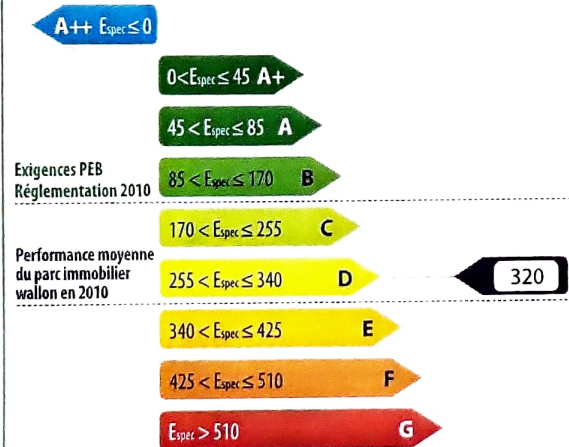 A++ Espec ≤ 0
0 < Espec ≤ 45 A+
45 < Espec ≤ 85 A
Exigences PEB
Réglementation 2010
85 < Espec ≤ 170 B
170 < Espec ≤ 255 C
Performance moyenne
du parc immobilier
wallon en 2010
255 < Espec ≤ 340 D
320
340 < Espec ≤ 425 E
425 < Espec ≤ 510 F
Espec > 510 G